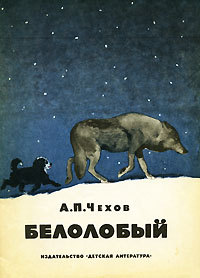 А.П.Чехов
БЕЛОЛОБЫЙ
ИЗДАТЕЛЬСТВО «ДЕТСКАЯ ЛИТЕРАТУРА»